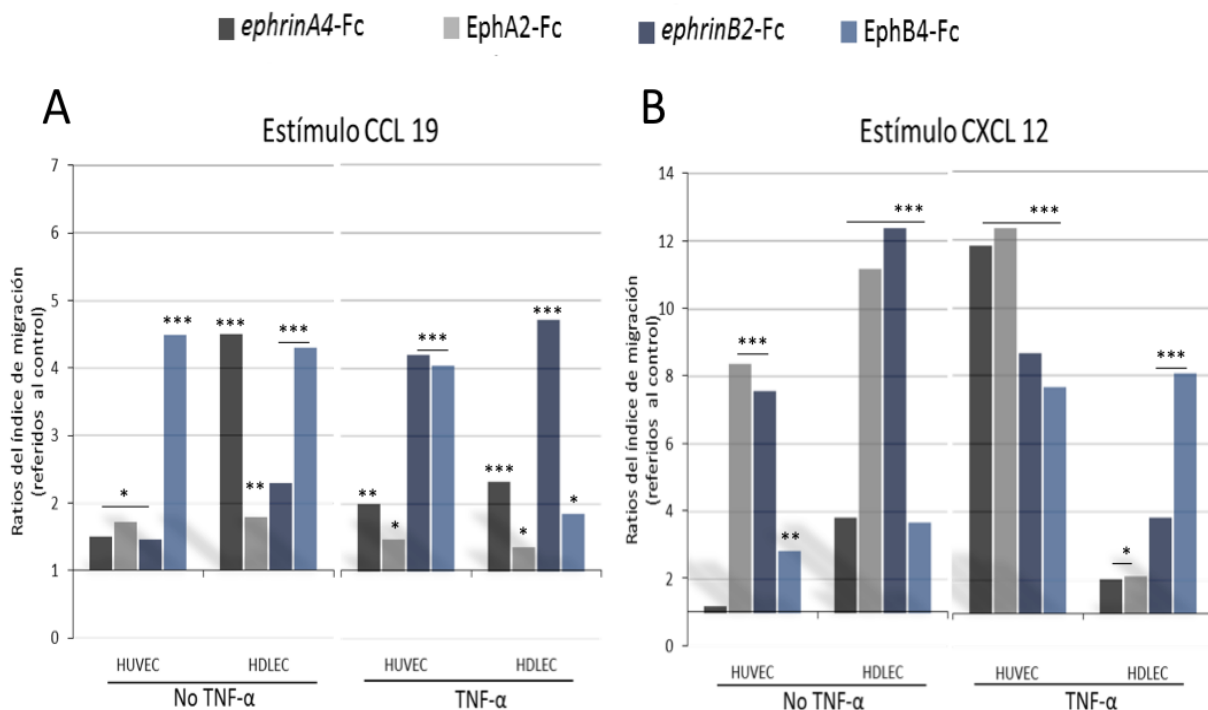 ephrinA4-Fc EphA2-Fc ephrinB2-Fc EphB4-Fc
A
Estímulo CCL 19
Ratios del índice de migración
(referidos al control)
7
6
5
4
3
2
1
0
*
***
***
**
***
**
*
***
***
*
***
*
HUVEC HDLEC HUVEC HDLEC
No TNF-α TNF-α
B
Estímulo CXCL 12
Ratios del índice de migración
(referidos al control)
14
12
10
8
6
4
2
0
***
**
***
***
*
***
HUVEC HDLEC HUVEC HDLEC
No TNF-α TNF-α